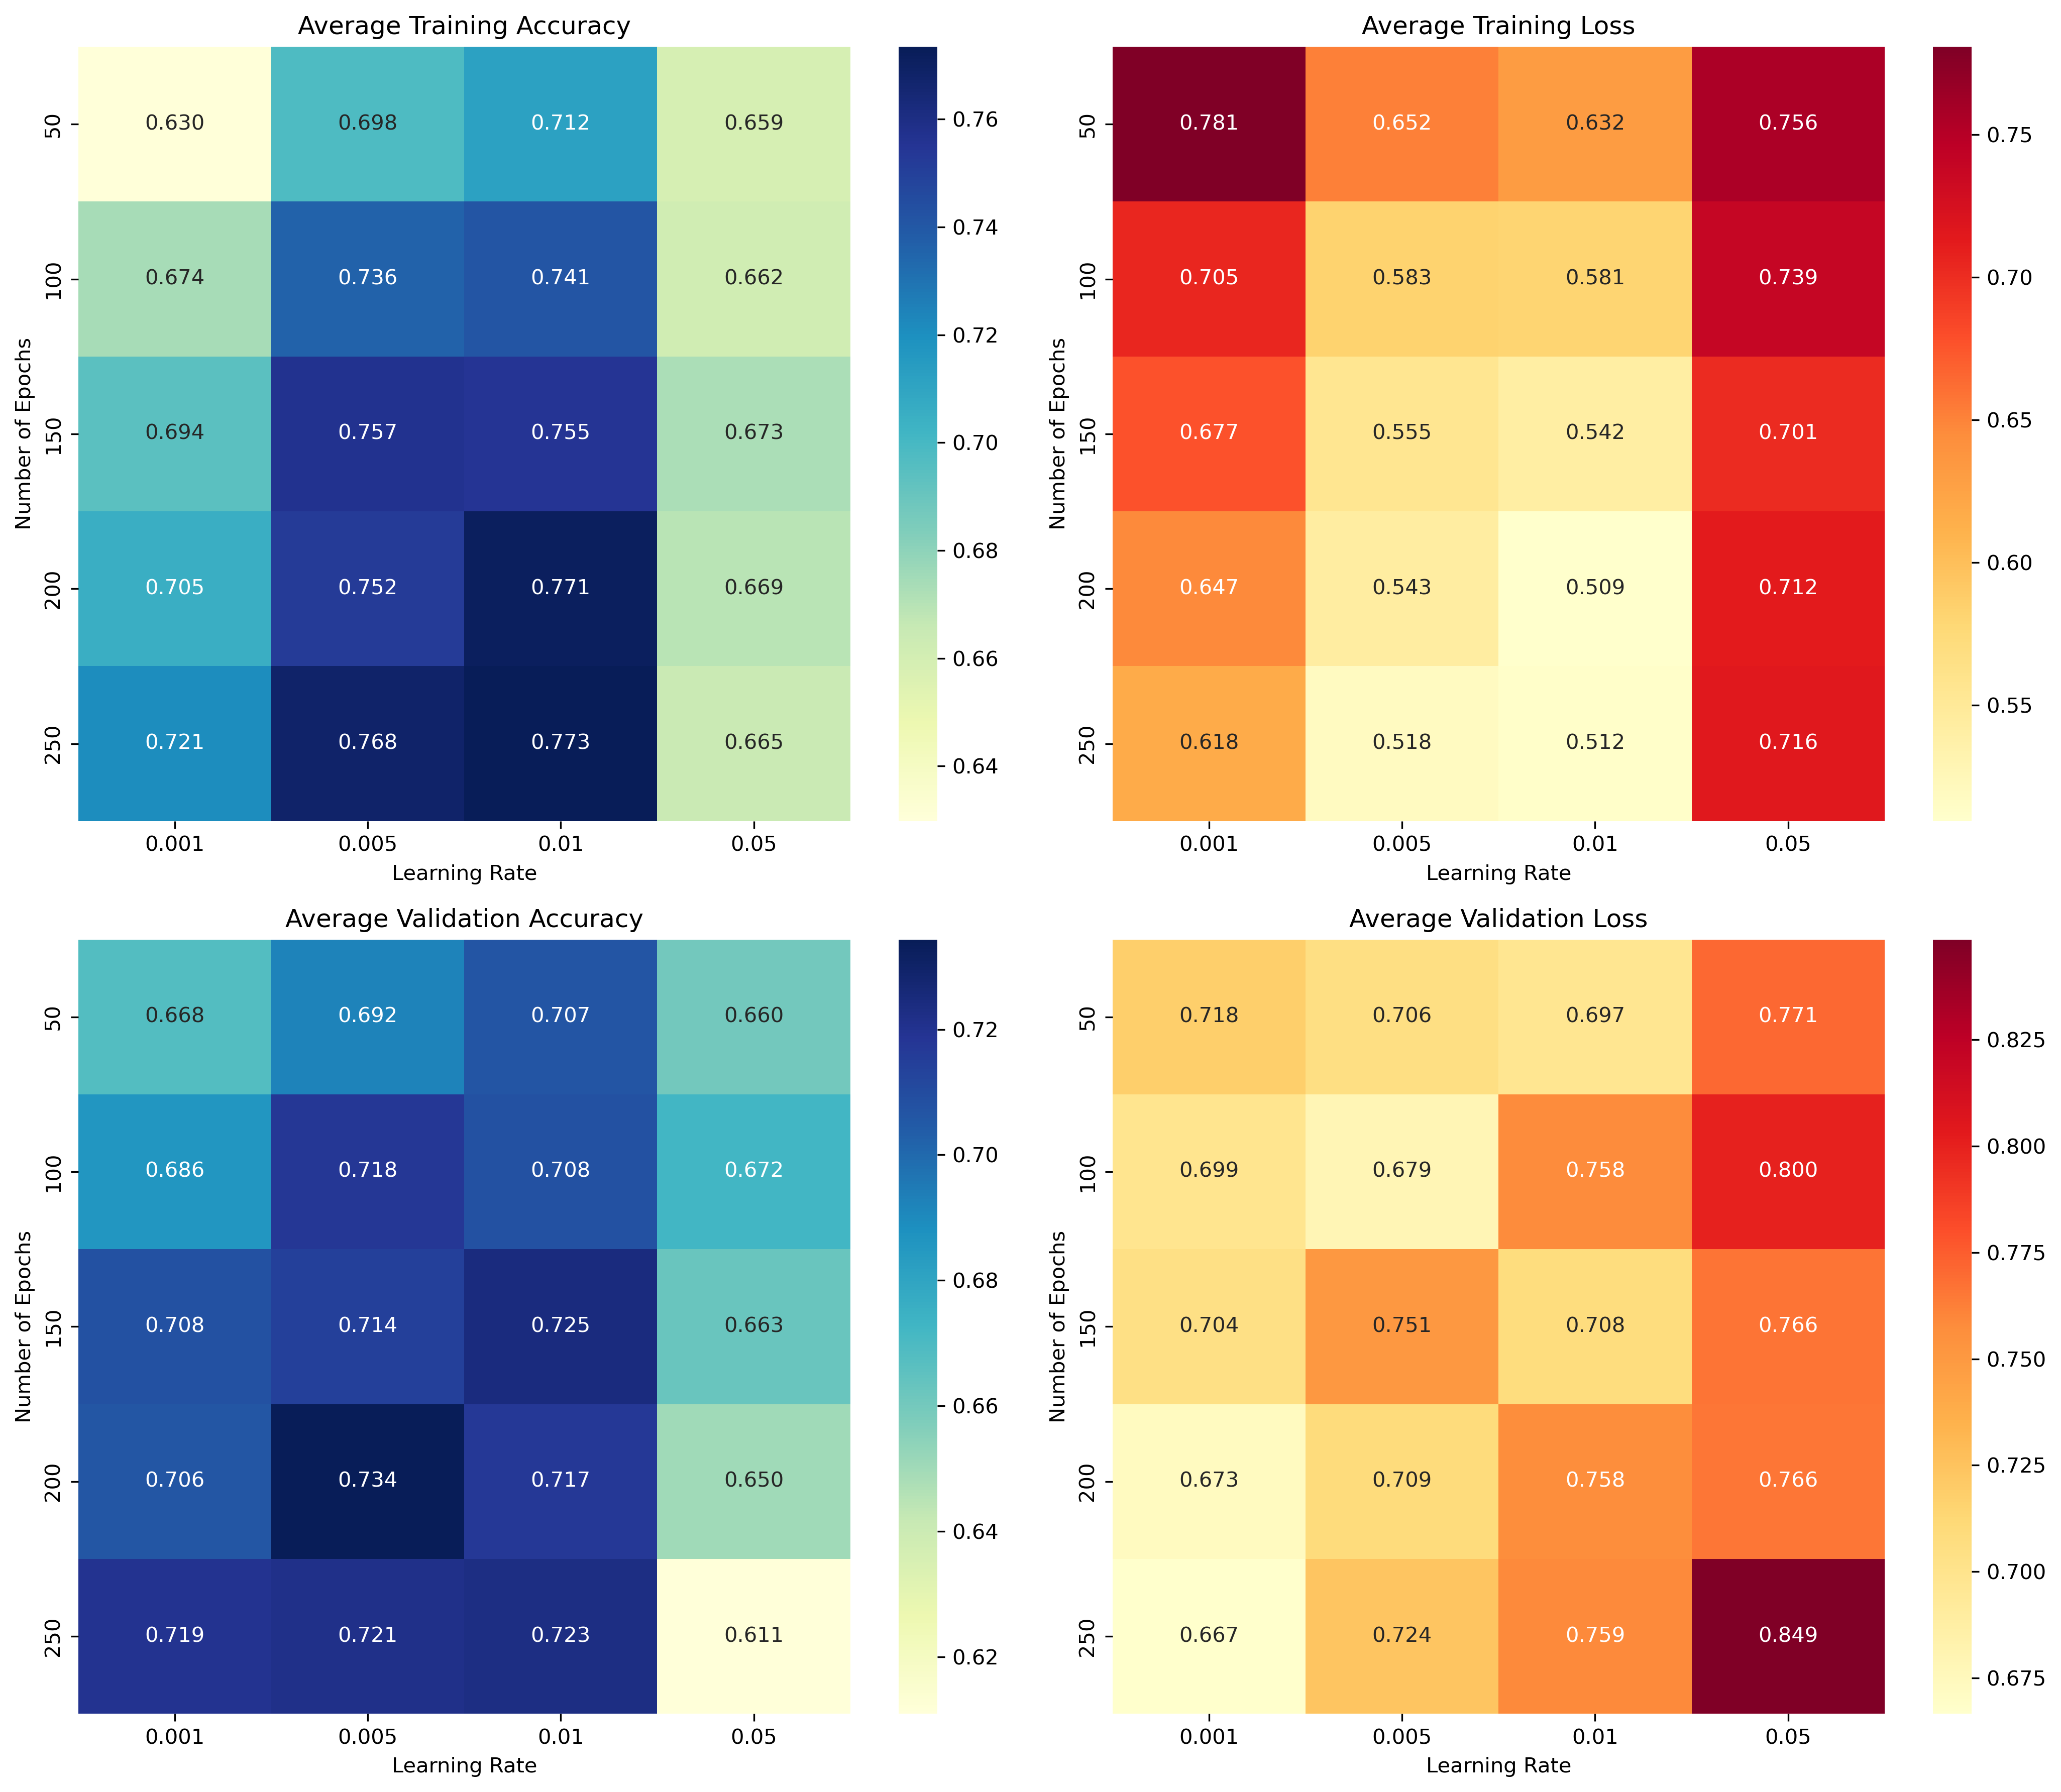 Average Training Accuracy
0.630 0.698 0.712 0.659
0.674 0.736 0.741 0.662
0.694 0.757 0.755 0.673
0.705 0.752 0.771 0.669
0.721 0.768 0.773 0.665
50
100
150
200
250
Number of Epochs
0.001 0.005 0.01 0.05
Learning Rate
0.76
0.74
0.72
0.70
0.68
0.66
0.64
Average Training Loss
0.781 0.652 0.632 0.756
0.705 0.583 0.581 0.739
0.677 0.555 0.542 0.701
0.647 0.543 0.509 0.712
0.618 0.518 0.512 0.716
50
100
150
200
250
Number of Epochs
0.001 0.005 0.01 0.05
Learning Rate
0.75
0.70
0.65
0.60
0.55
Average Validation Accuracy
0.668 0.692 0.707 0.660
0.686 0.718 0.708 0.672
0.708 0.714 0.725 0.663
0.706 0.734 0.717 0.650
0.719 0.721 0.723 0.611
50
100
150
200
250
Number of Epochs
0.001 0.005 0.01 0.05
Learning Rate
0.72
0.70
0.68
0.66
0.64
0.62
Average Validation Loss
0.718 0.706 0.697 0.771
0.699 0.679 0.758 0.800
0.704 0.751 0.708 0.766
0.673 0.709 0.758 0.766
0.667 0.724 0.759 0.849
50
100
150
200
250
Number of Epochs
0.001 0.005 0.01 0.05
Learning Rate
0.825
0.800
0.775
0.750
0.725
0.700
0.675